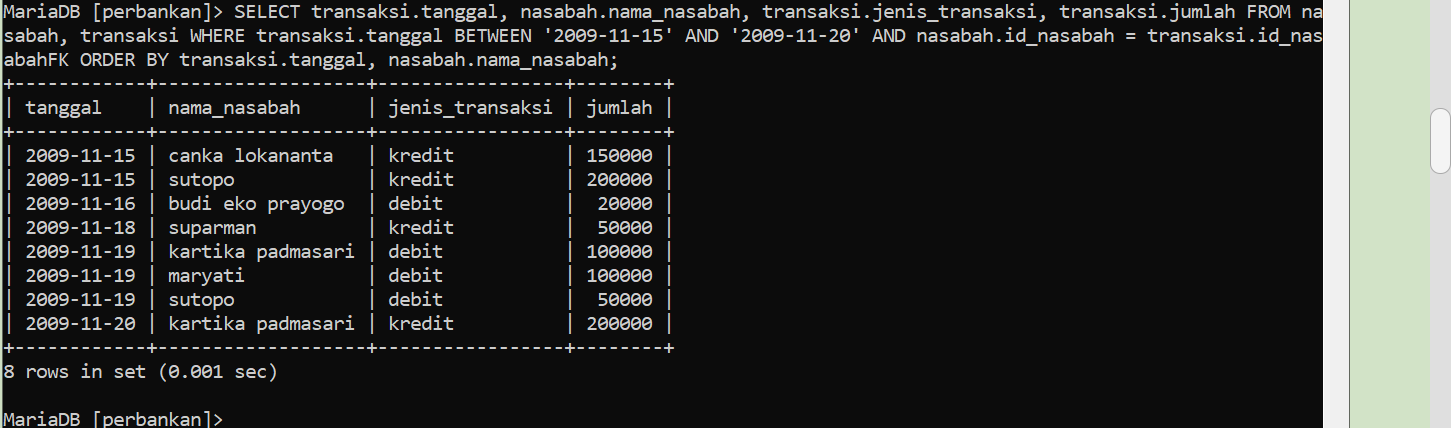 MariaDB [perbankan]> SELECT transaksi.tanggal, nasabah.nama_nasabah, transaksi.jenis_transaksi, transaksi.jumlah FROM na
sabah, transaksi WHERE transaksi.tanggal BETWEEN '2009-11-15' AND '2009-11-20' AND nasabah.id_nasabah = transaksi.id_nas
abahFK ORDER BY transaksi.tanggal, nasabah.nama_nasabah;
+------------+-------------------+-----------------+--------+
| tanggal    | nama_nasabah      | jenis_transaksi | jumlah |
+------------+-------------------+-----------------+--------+
| 2009-11-15 | canka lokananta   | kredit          | 150000 |
| 2009-11-15 | sutopo            | kredit          | 200000 |
| 2009-11-16 | budi eko prayogo  | debit           |  20000 |
| 2009-11-18 | suparman          | kredit          |  50000 |
| 2009-11-19 | kartika padmasari | debit           | 100000 |
| 2009-11-19 | maryati           | debit           | 100000 |
| 2009-11-19 | sutopo            | debit           |  50000 |
| 2009-11-20 | kartika padmasari | kredit          | 200000 |
+------------+-------------------+-----------------+--------+
8 rows in set (0.001 sec)
MariaDB [perbankan]>